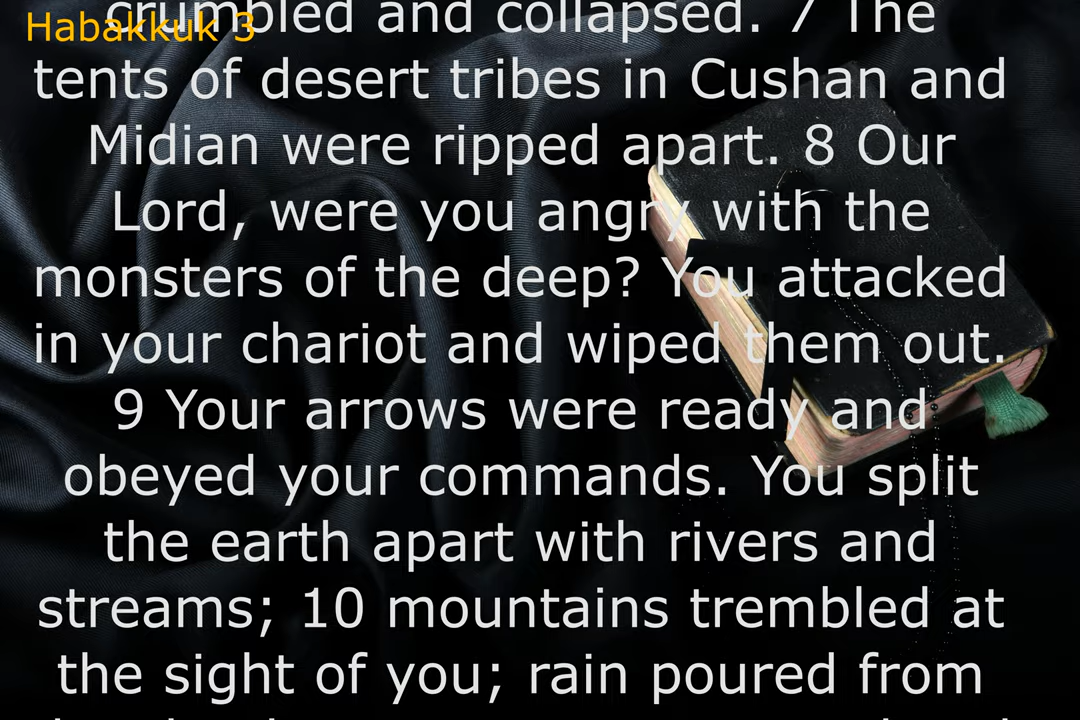 Habakkuk 3
crumbled and collapsed. 7 The
tents of desert tribes in Cushan and
Midian were ripped apart. 8 Our
Lord, were you angry with the
monsters of the deep? You attacked
in your chariot and wiped them out.
9 Your arrows were ready and
obeyed your commands. You split
the earth apart with rivers and
streams; 10 mountains trembled at
the sight of you; rain poured from